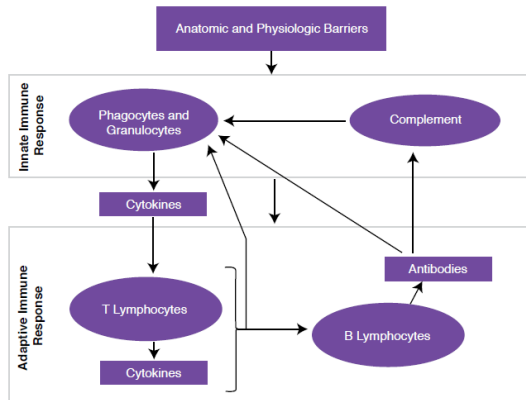 Anatomic and Physiologic Barriers
Innate Immune
Response
Phagocytes and
Granulocytes
Complement
Cytokines
Adaptive Immune
Response
Antibodies
T Lymphocytes
B Lymphocytes
Cytokines